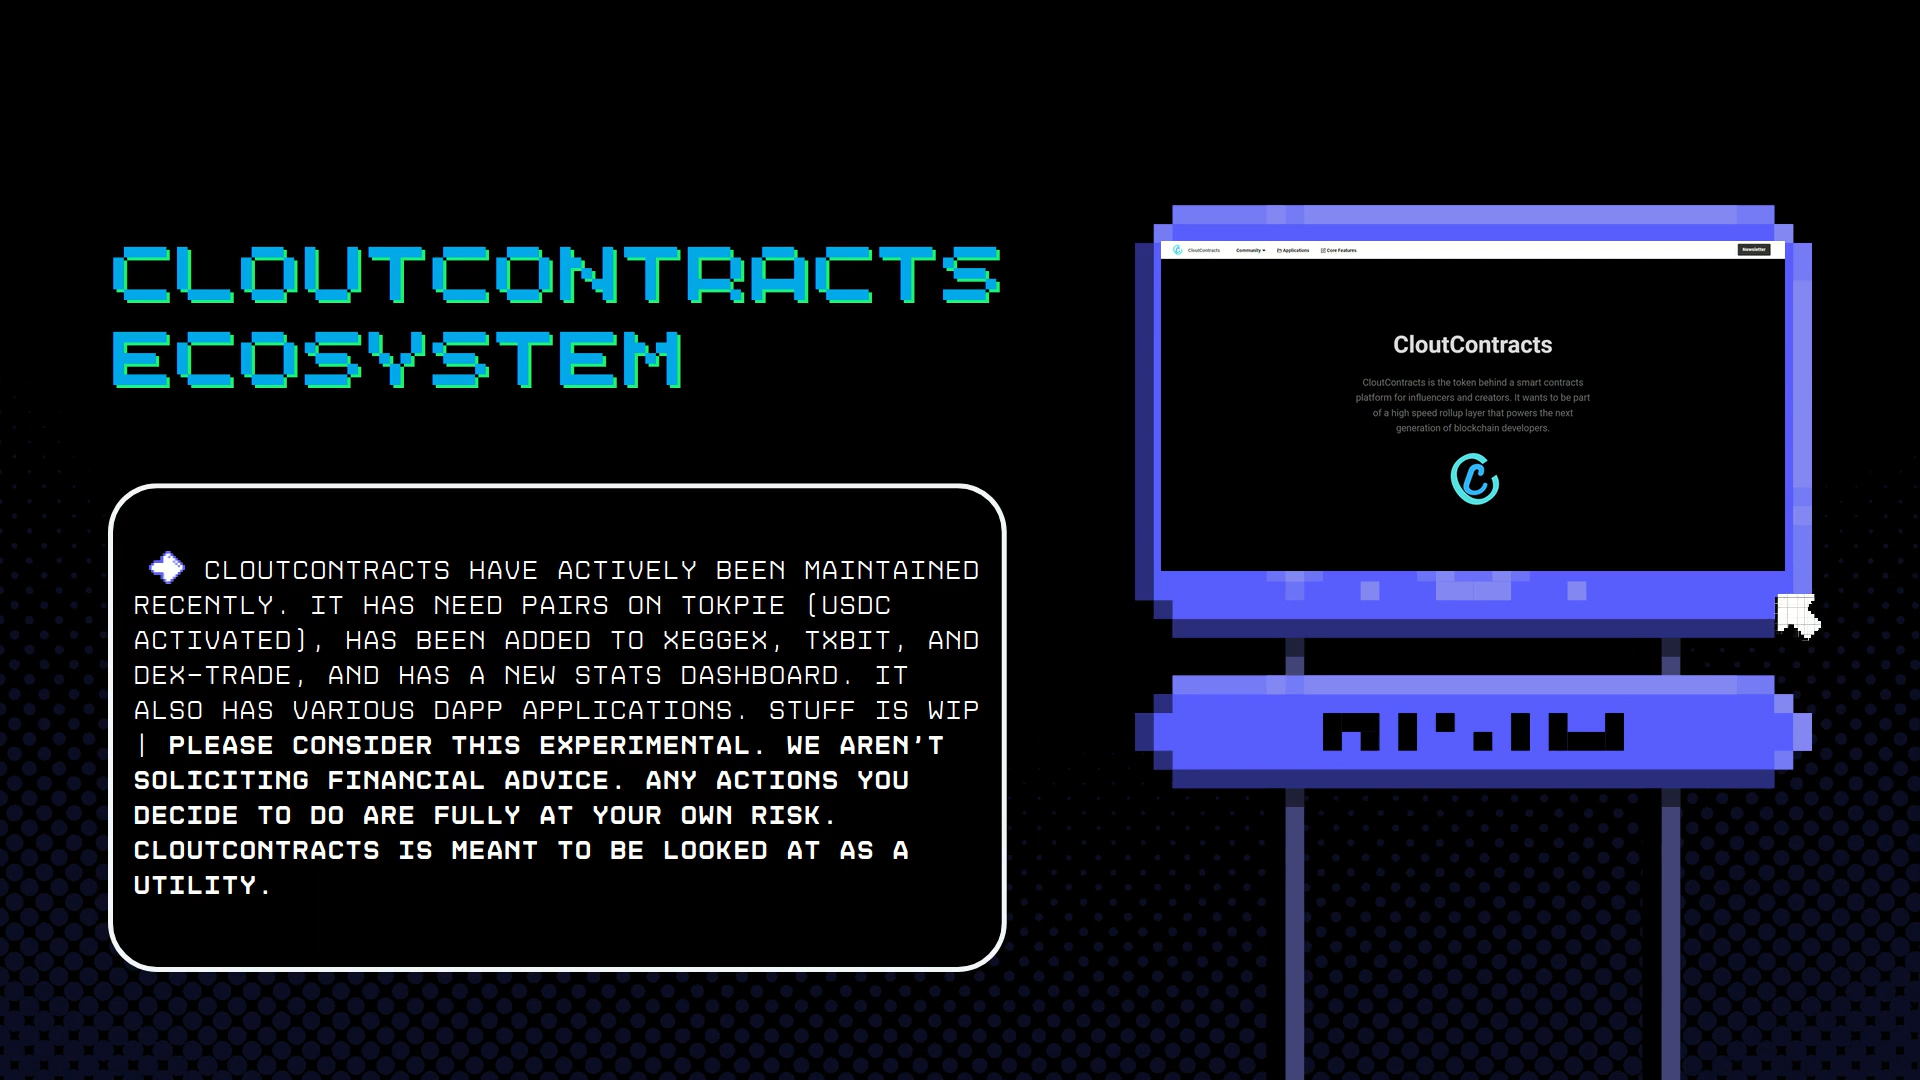 CLOUTCONTRACTS
ECOSYSTEM
CLOUTCONTRACTS HAVE ACTIVELY BEEN MAINTAINED
RECENTLY. IT HAS NEED PAIRS ON TOKPIE (USDC
ACTIVATED), HAS BEEN ADDED TO XEGGEX, TXBIT, AND
DEX-TRADE, AND HAS A NEW STATS DASHBOARD. IT
ALSO HAS VARIOUS DAPP APPLICATIONS. STUFF IS WIP
| PLEASE CONSIDER THIS EXPERIMENTAL. WE AREN'T
SOLICITING FINANCIAL ADVICE. ANY ACTIONS YOU
DECIDE TO DO ARE FULLY AT YOUR OWN RISK.
CLOUTCONTRACTS IS MEANT TO BE LOOKED AT AS A
UTILITY.
CloutContracts Community Applications Core Features Newsletter
CloutContracts
CloutContracts is the token behind a smart contracts
platform for influencers and creators. It wants to be part
of a high speed rollup layer that powers the next
generation of blockchain developers.